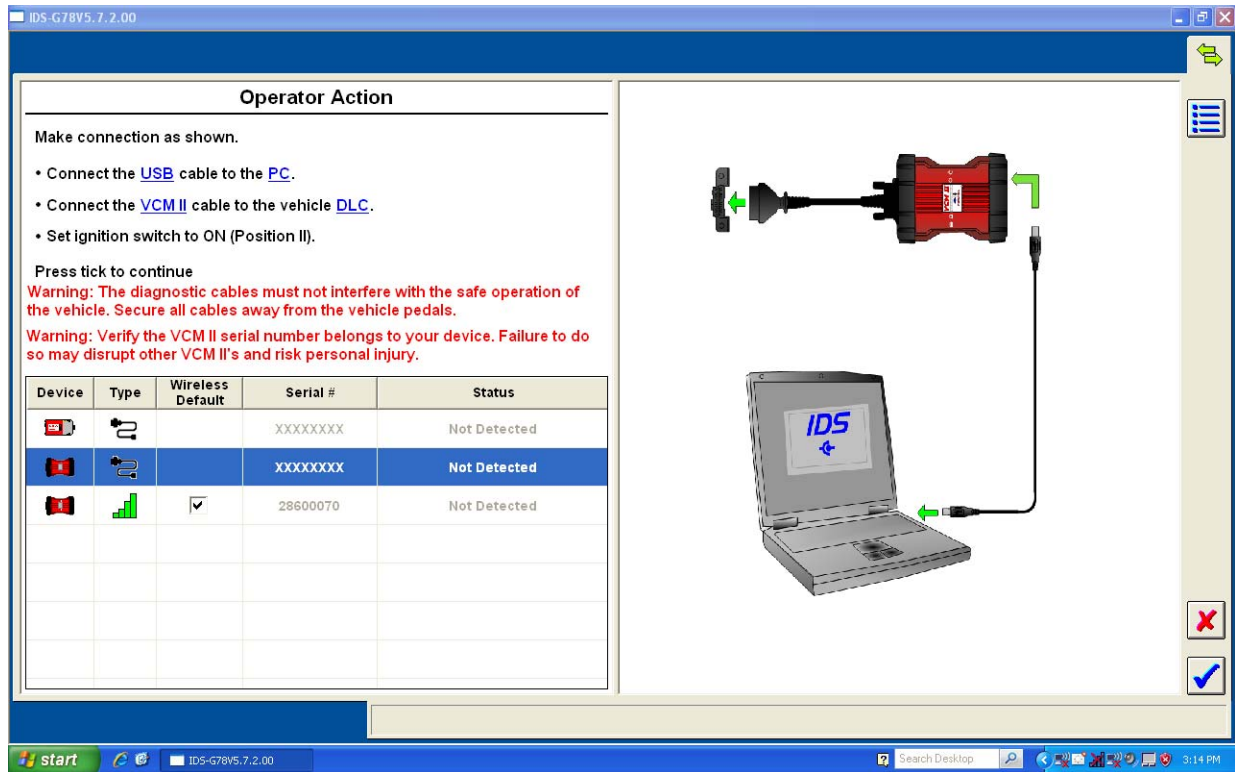 IDS-G78V5.7.2.00
Operator Action
Make connection as shown.
• Connect the USB cable to the PC.
• Connect the VCM II cable to the vehicle DLC.
• Set ignition switch to ON (Position II).
Press tick to continue
Warning: The diagnostic cables must not interfere with the safe operation of
the vehicle. Secure all cables away from the vehicle pedals.
Warning: Verify the VCM II serial number belongs to your device. Failure to do
so may disrupt other VCM II's and risk personal injury.
Device Type Wireless Default Serial # Status
XXXXXXXX Not Detected
XXXXXXXX Not Detected
28600070 Not Detected
VCM II
IDS
start IDS-G78V5.7.2.00 Search Desktop 3:14 PM